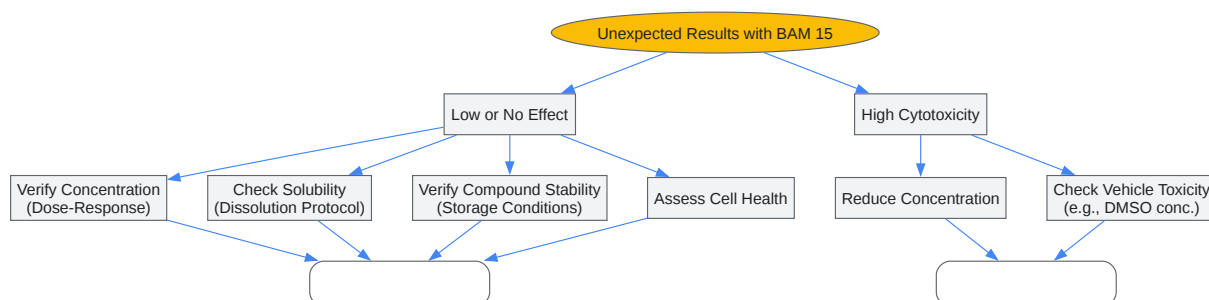 Unexpected Results with BAM 15
Low or No Effect
High Cytotoxicity
Verify Concentration
(Dose-Response)
Check Solubility
(Dissolution Protocol)
Verify Compound Stability
(Storage Conditions)
Assess Cell Health
Reduce Concentration
Check Vehicle Toxicity
(e.g., DMSO conc.)